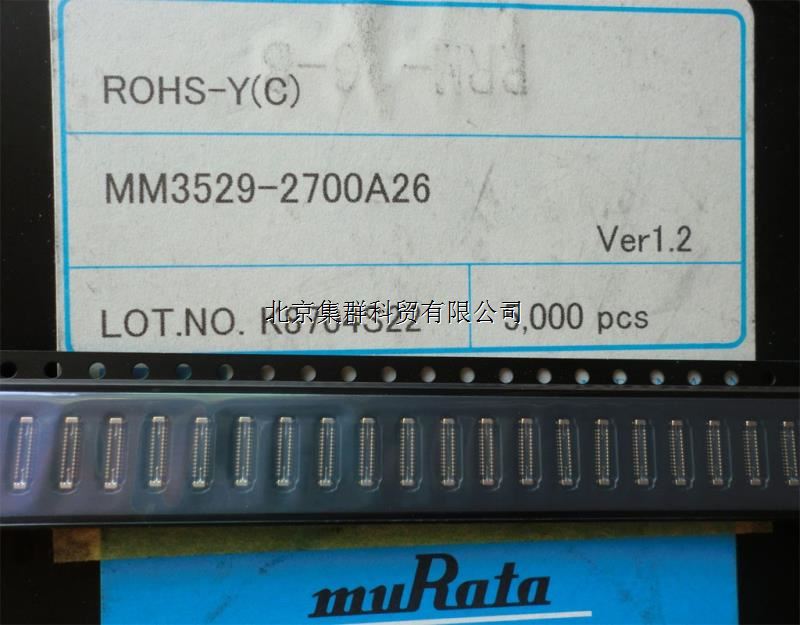 ROHS-Y(C)
MM3529-2700A26
Ver1.2
LOT.NO.
北京集群科贸有限公司
,000 pcs
muRata